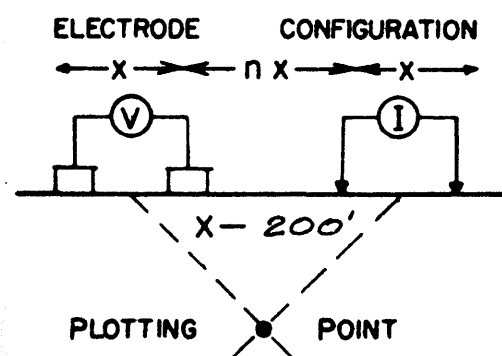 ELECTRODE CONFIGURATION
X n X X
V I
X - 200'
PLOTTING POINT